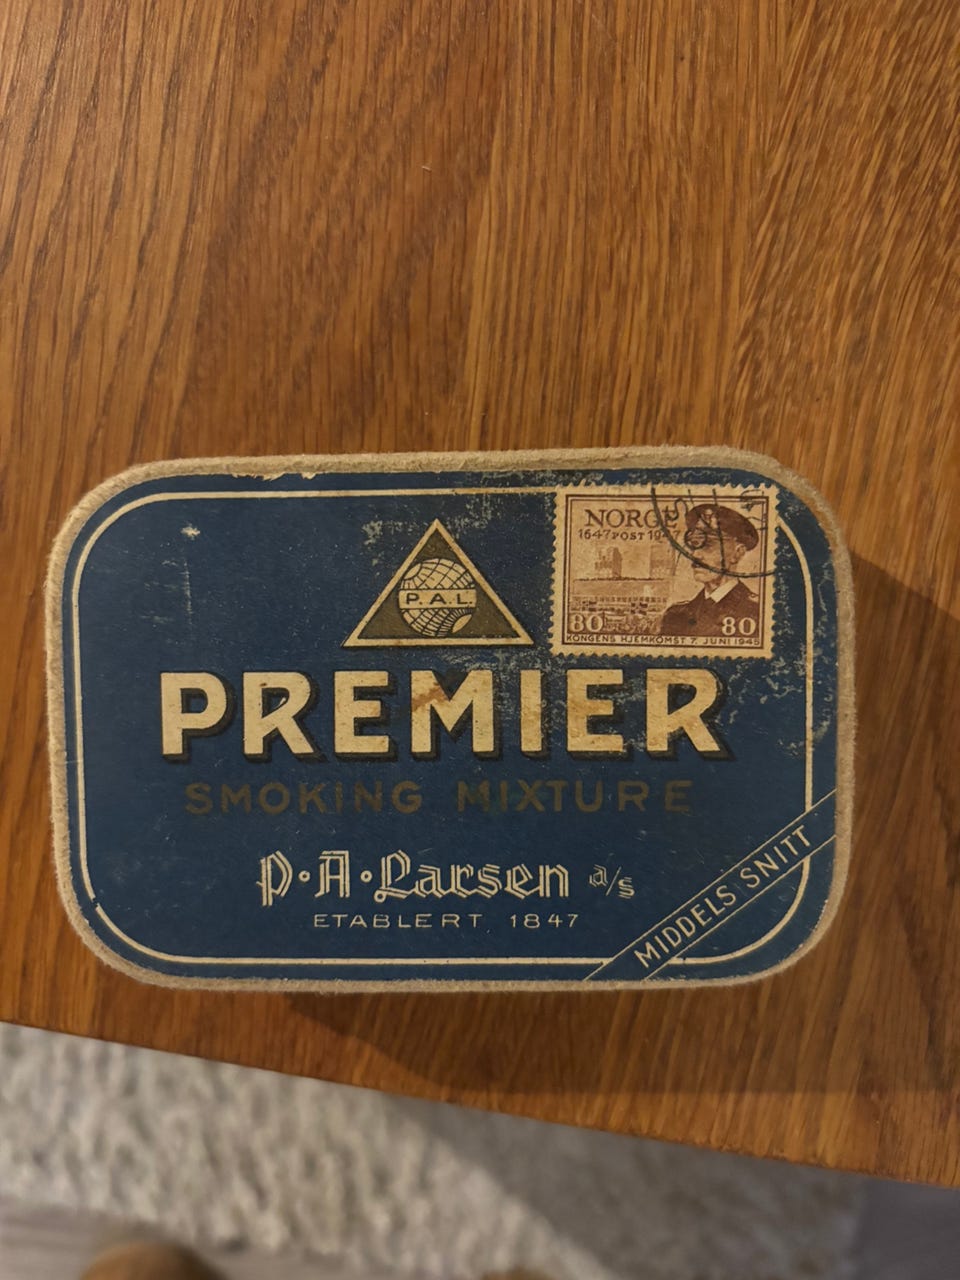 NORGE
1647 POST 1947
80 80
KONGENS HJEMKOMST 7. JUNI 1945
P.A.L.
PREMIER
SMOKING MIXTURE
P·A·Larsen a/s
ETABLERT 1847
MIDDELS SNITT